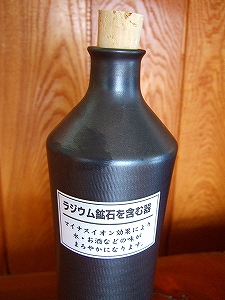 ラジウム鉱石を含む器
マイナスイオン効果により
水・お酒などの味が
まろやかになります。